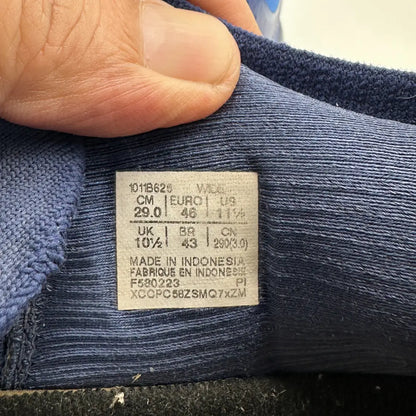 1011B626 WIDE
CM EURO US
29.0 46 11½
UK BR CN
10½ 43 290(3.0)
MADE IN INDONESIA
FABRIQUE EN INDONESIE
F580223 PI
XCCPC58ZSMQ7xZM